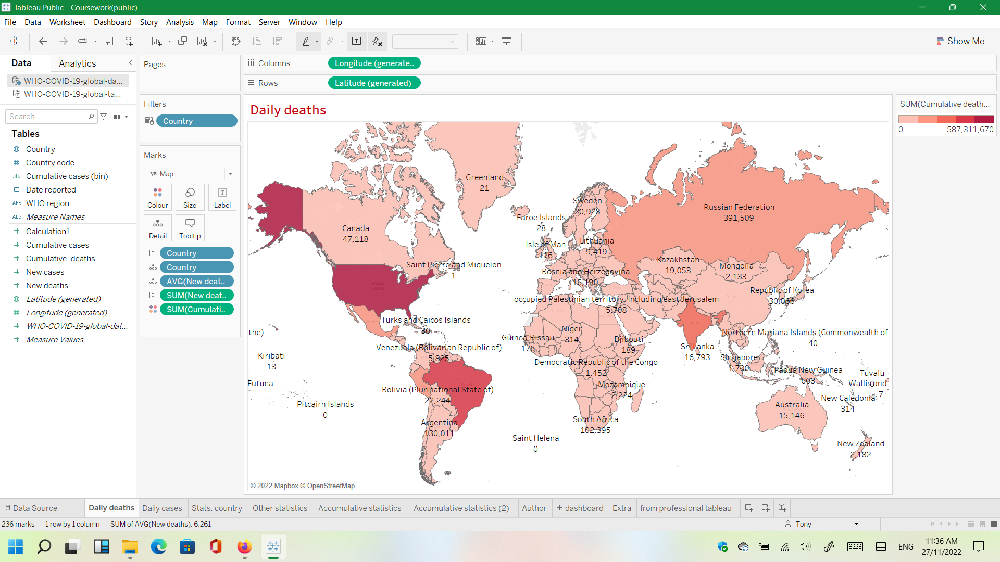 Tableau Public - Coursework(public)
File Data Worksheet Dashboard Story Analysis Map Format Server Window Help
Show Me
Data Analytics
WHO-COVID-19-global-da...
WHO-COVID-19-global-ta...
Search
Tables
Country
Country code
Cumulative cases (bin)
Date reported
Abc WHO region
Abc Measure Names
Calculation1
Cumulative cases
Cumulative_deaths
New cases
New deaths
Latitude (generated)
Longitude (generated)
WHO-COVID-19-global-dat...
Measure Values
Pages
Filters
Country
Marks
Map
Colour Size Label
Detail Tooltip
Country
Country
AVG(New deat..
SUM(New deat..
SUM(Cumulati..
Columns Longitude (generate..
Rows Latitude (generated)
Daily deaths
Greenland
21
Sweden
20,928
Russian Federation
391,509
Faroe Islands
28
Canada
47,118
Isle of Man
116
Lithuania
9,419
Kazakhstan
19,053
Mongolia
2,133
Saint Pierre and Miquelon
1
Bosnia and Herzegovina
16,190
United
States
Republic of Korea
30,066
occupied Palestinian territory, including east Jerusalem
5,708
Turks and Caicos Islands
36
Niger
314
Guinea-Bissau
176
Djibouti
189
the)
Northern Mariana Islands (Commonwealth of
40
Venezuela (Bolivarian Republic of)
5,825
Sri Lanka
16,793
Kiribati
13
Democratic Republic of the Congo
1,452
Singapore
1,700
Papua New Guinea
668
Tuvalu
0
Futuna
Wallis and
7
Bolivia (Plurinational State of)
22,244
Mozambique
2,224
New Caledonia
314
Pitcairn Islands
0
Australia
15,146
Argentina
130,011
South Africa
102,395
Saint Helena
0
New Zealand
2,182
© 2022 Mapbox © OpenStreetMap
SUM(Cumulative death...
0 587,311,670
Data Source Daily deaths Daily cases Stats. country Other statistics Accumulative statistics Accumulative statistics (2) Author dashboard Extra from professional tableau
236 marks 1 row by 1 column SUM of AVG(New deaths): 6,261 Tony
ENG 11:36 AM
27/11/2022